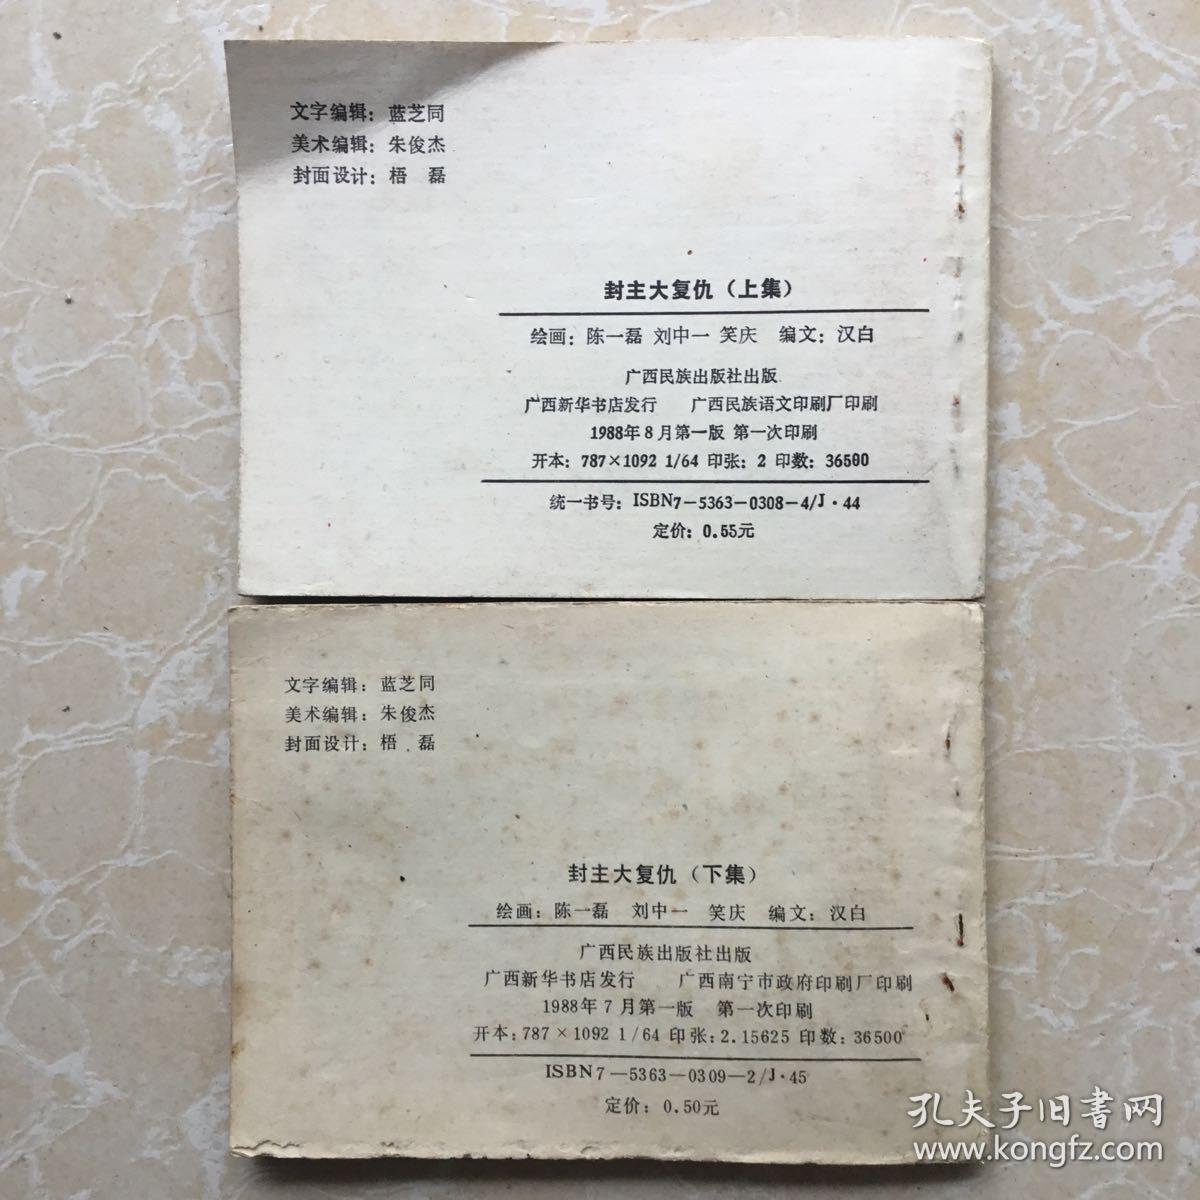 文字编辑：蓝芝同
美术编辑：朱俊杰
封面设计：梧　磊
封主大复仇（上集）
绘画：陈一磊 刘中一 笑庆　编文：汉白
广西民族出版社出版
广西新华书店发行　广西民族语文印刷厂印刷
1988年8月第一版 第一次印刷
开本：787×1092 1/64 印张：2 印数：36500
统一书号：ISBN7－5363－0308－4/J·44
定价：0.55元
文字编辑：蓝芝同
美术编辑：朱俊杰
封面设计：梧　磊
封主大复仇（下集）
绘画：陈一磊　刘中一　笑庆　编文：汉白
广西民族出版社出版
广西新华书店发行　广西南宁市政府印刷厂印刷
1988年7月第一版　第一次印刷
开本：787×1092 1/64 印张：2.15625 印数：36500
ISBN7－5363－0309－2/J·45
定价：0.50元
孔夫子旧書网
www.kongfz.com